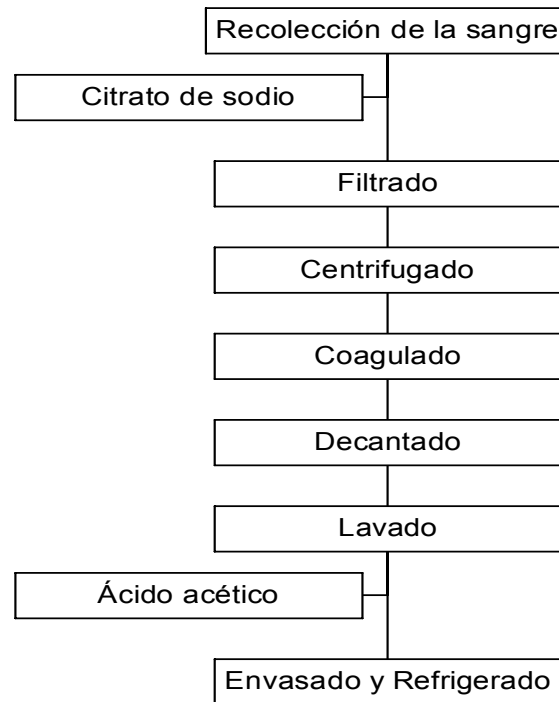 Recolección de la sangre
Citrato de sodio
Filtrado
Centrifugado
Coagulado
Decantado
Lavado
Ácido acético
Envasado y Refrigerado